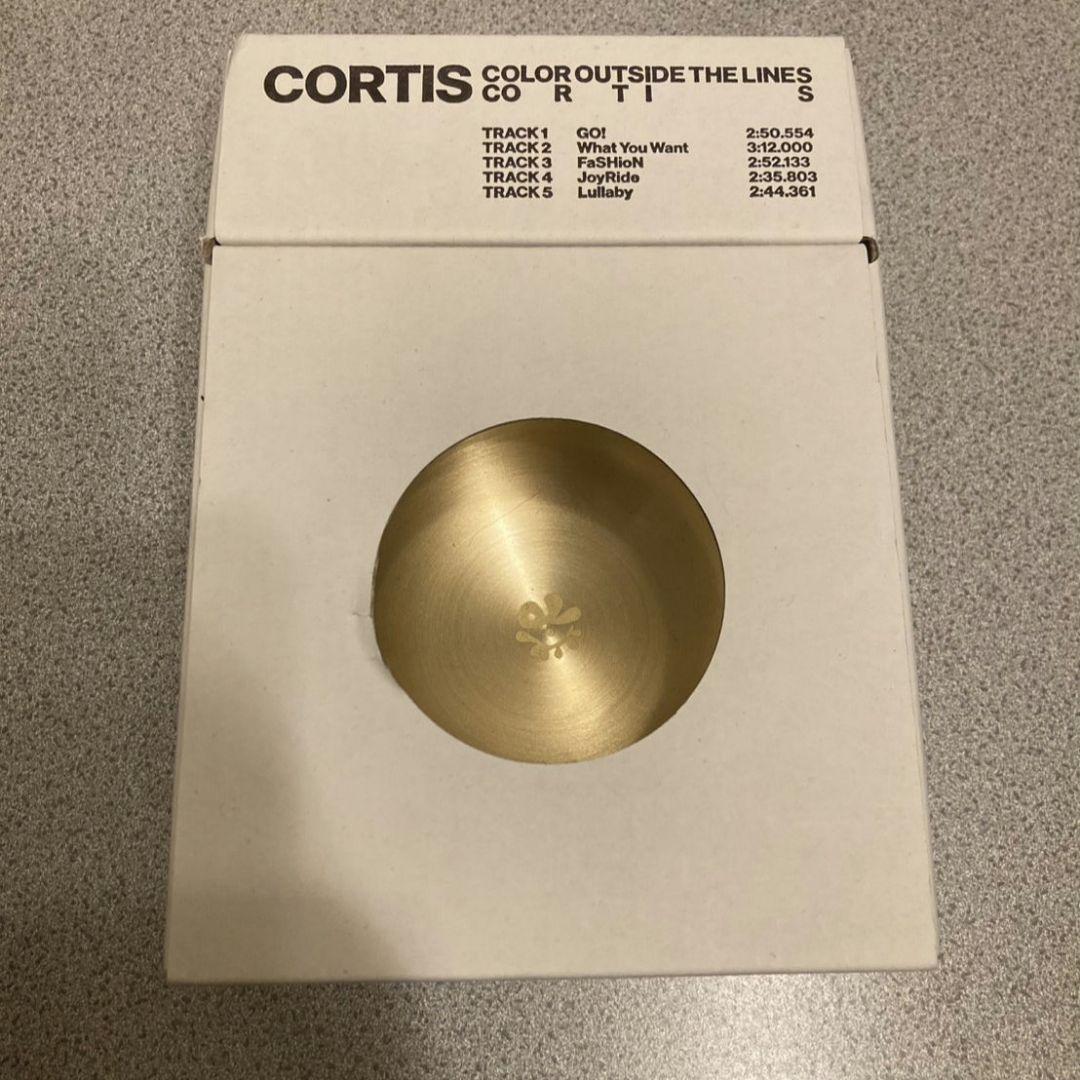 CORTIS COLOR OUTSIDE THE LINES
CO R T I S
TRACK 1 GO! 2:50.554
TRACK 2 What You Want 3:12.000
TRACK 3 FaSHioN 2:52.133
TRACK 4 JoyRide 2:35.803
TRACK 5 Lullaby 2:44.361